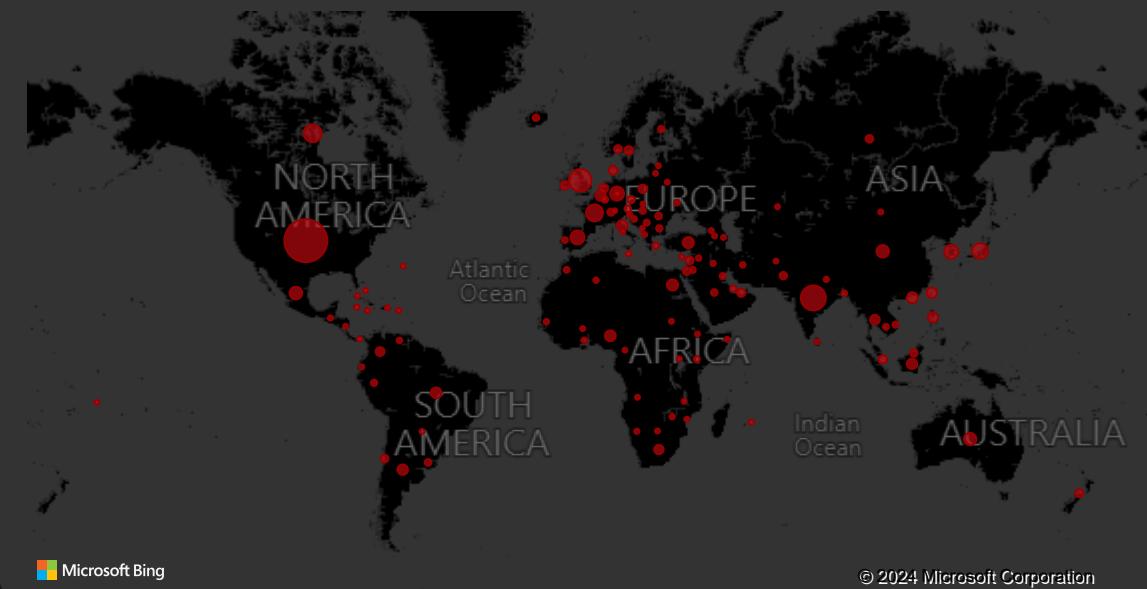 NORTH
AMERICA
EUROPE
ASIA
Atlantic
Ocean
AFRICA
SOUTH
AMERICA
Indian
Ocean
AUSTRALIA
Microsoft Bing
© 2024 Microsoft Corporation